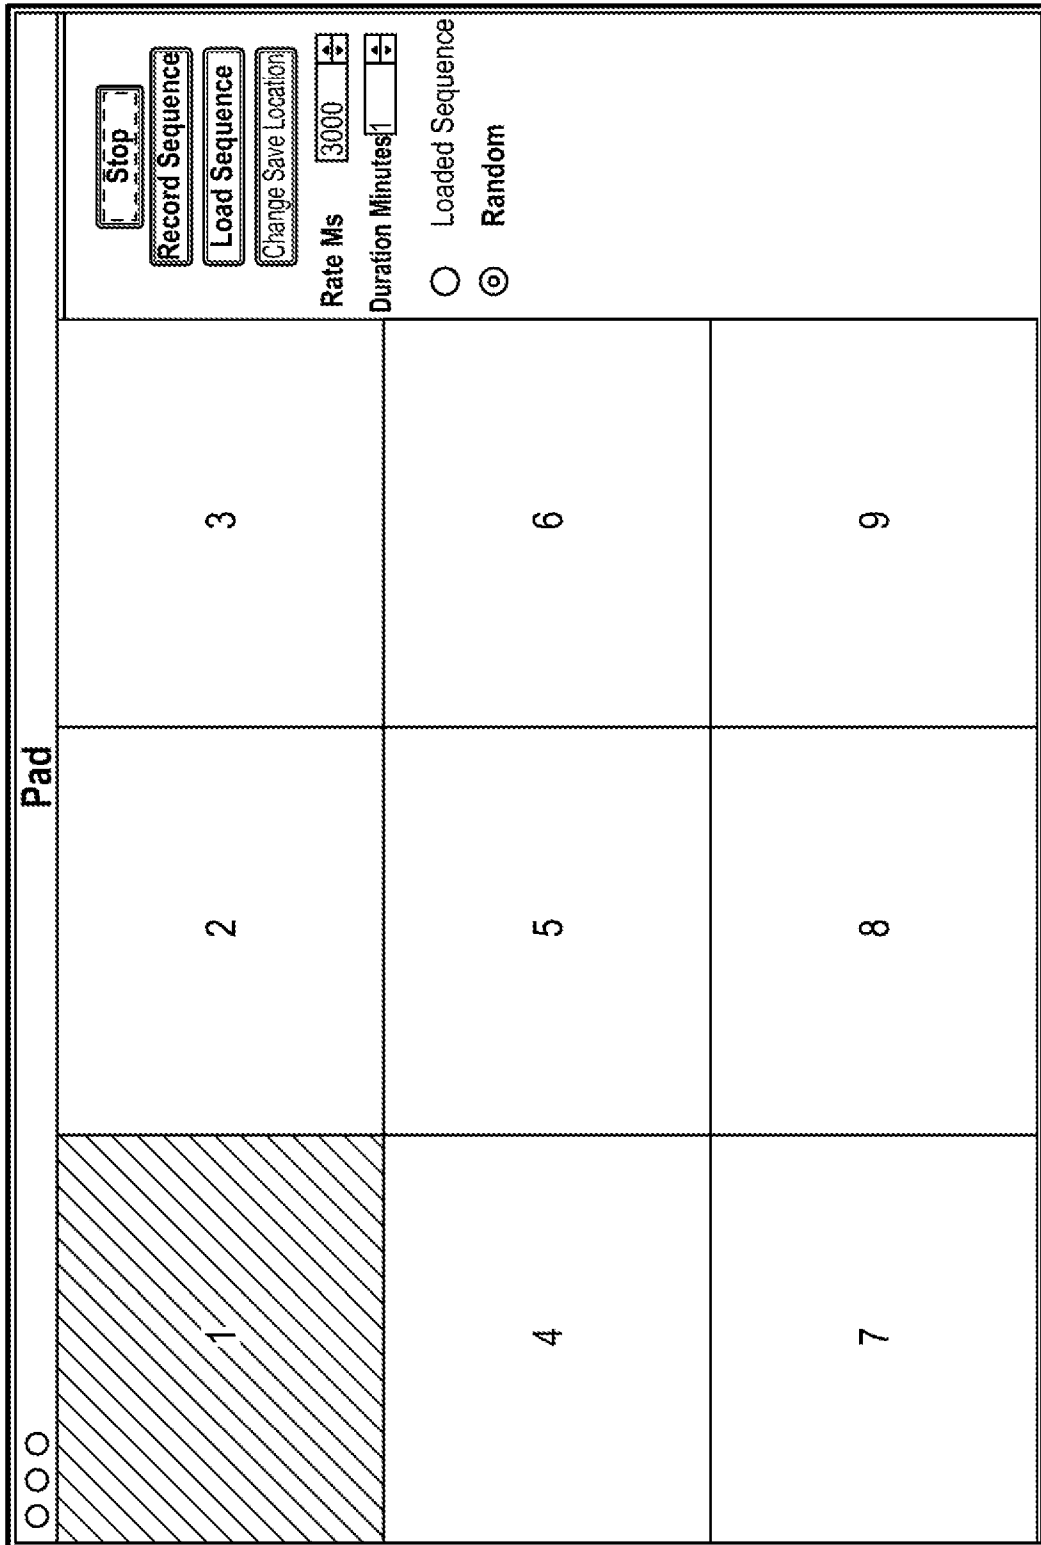 Pad
1
2
3
4
5
6
7
8
9
Stop
Record Sequence
Load Sequence
Change Save Location
Rate Ms 3000
Duration Minutes 1
Loaded Sequence
Random